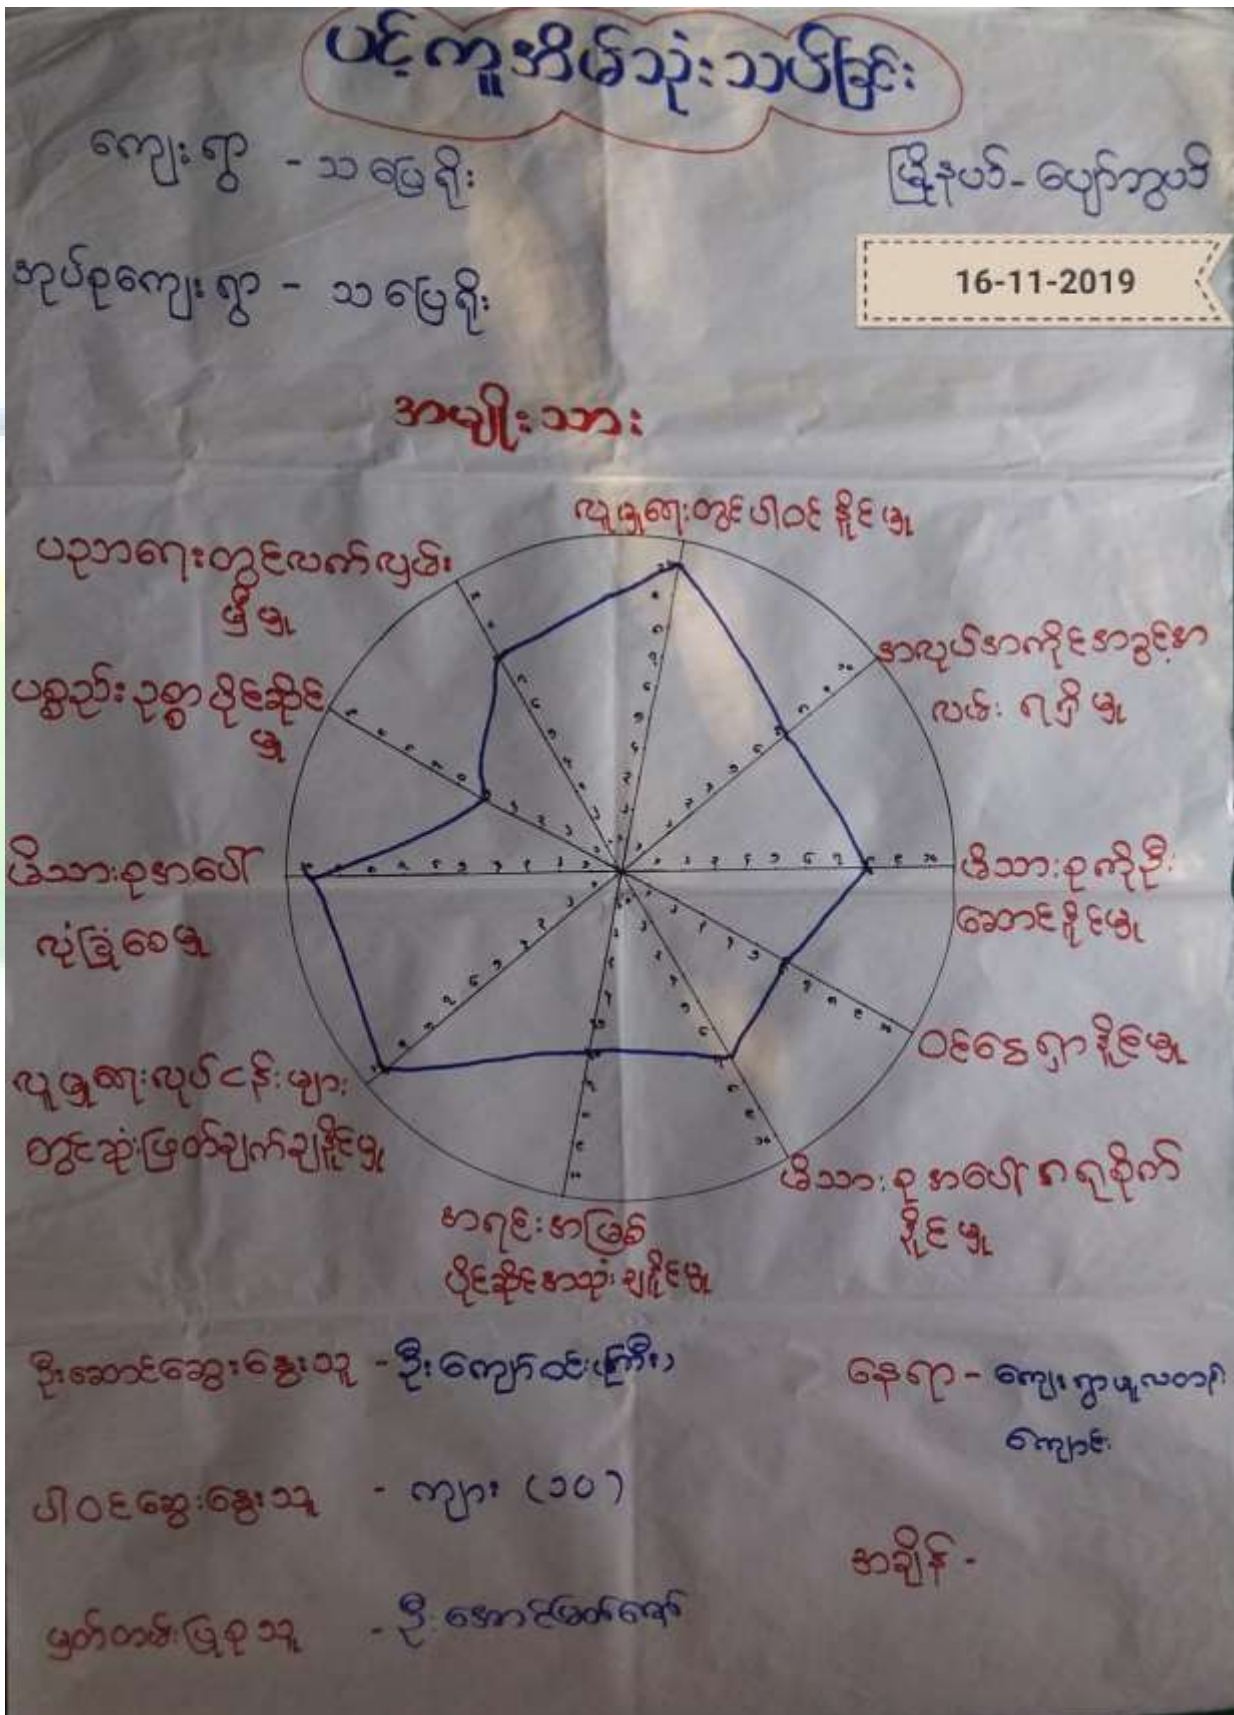 ပင့်ကူအိမ်သုံးသပ်ခြင်း
ကျေးရွာ - သပြေရိုး
မြို့နယ် - ဖျာပုံ
အုပ်စုကျေးရွာ - သပြေရိုး
16-11-2019
အမျိုးသား
လူမှုရေးတွင်ပါဝင်နိုင်မှု
ပညာရေးတွင်လက်လှမ်း
မှီမှု
အလုပ်အကိုင်အခွင့်အ
လမ်း ရရှိမှု
ပစ္စည်းဥစ္စာပိုင်ဆိုင်
မှု
မိသားစုအပေါ်
လုံခြုံစေမှု
မိသားစုကိုဦး
ဆောင်နိုင်မှု
ဝင်ငွေရှာနိုင်မှု
လူမှုရေးလုပ်ငန်းများ
တွင်ဆုံးဖြတ်ချက်ချနိုင်မှု
မိသားစုအပေါ်ဂရုစိုက်
နိုင်မှု
အရင်းအမြစ်
ပိုင်ဆိုင်အသုံးချနိုင်မှု
ဦးဆောင်ဆွေးနွေးသူ - ဦးကျော်ဝင်း(ကြီး)
နေရာ - ကျေးရွာမူလတန်း
ကျောင်း
ပါဝင်ဆွေးနွေးသူ - ကျား (၁၀)
အချိန် -
မှတ်တမ်းပြုစုသူ - ဦးအောင်မြတ်ကျော်